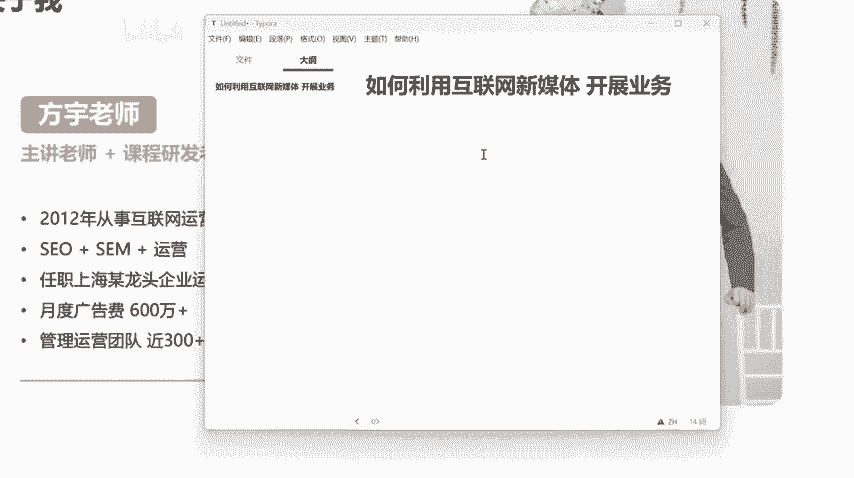 于我
方宇老师
主讲老师 + 课程研发
2012年从事互联网运营
SEO + SEM + 运营
任职上海某龙头企业运
月度广告费 600万+
管理运营团队 近300+
Untitled• - Typora
文件(F) 编辑(E) 段落(P) 格式(O) 视图(V) 主题(T) 帮助(H)
文件 大纲
如何利用互联网新媒体 开展业务
如何利用互联网新媒体 开展业务
ZH 14 词